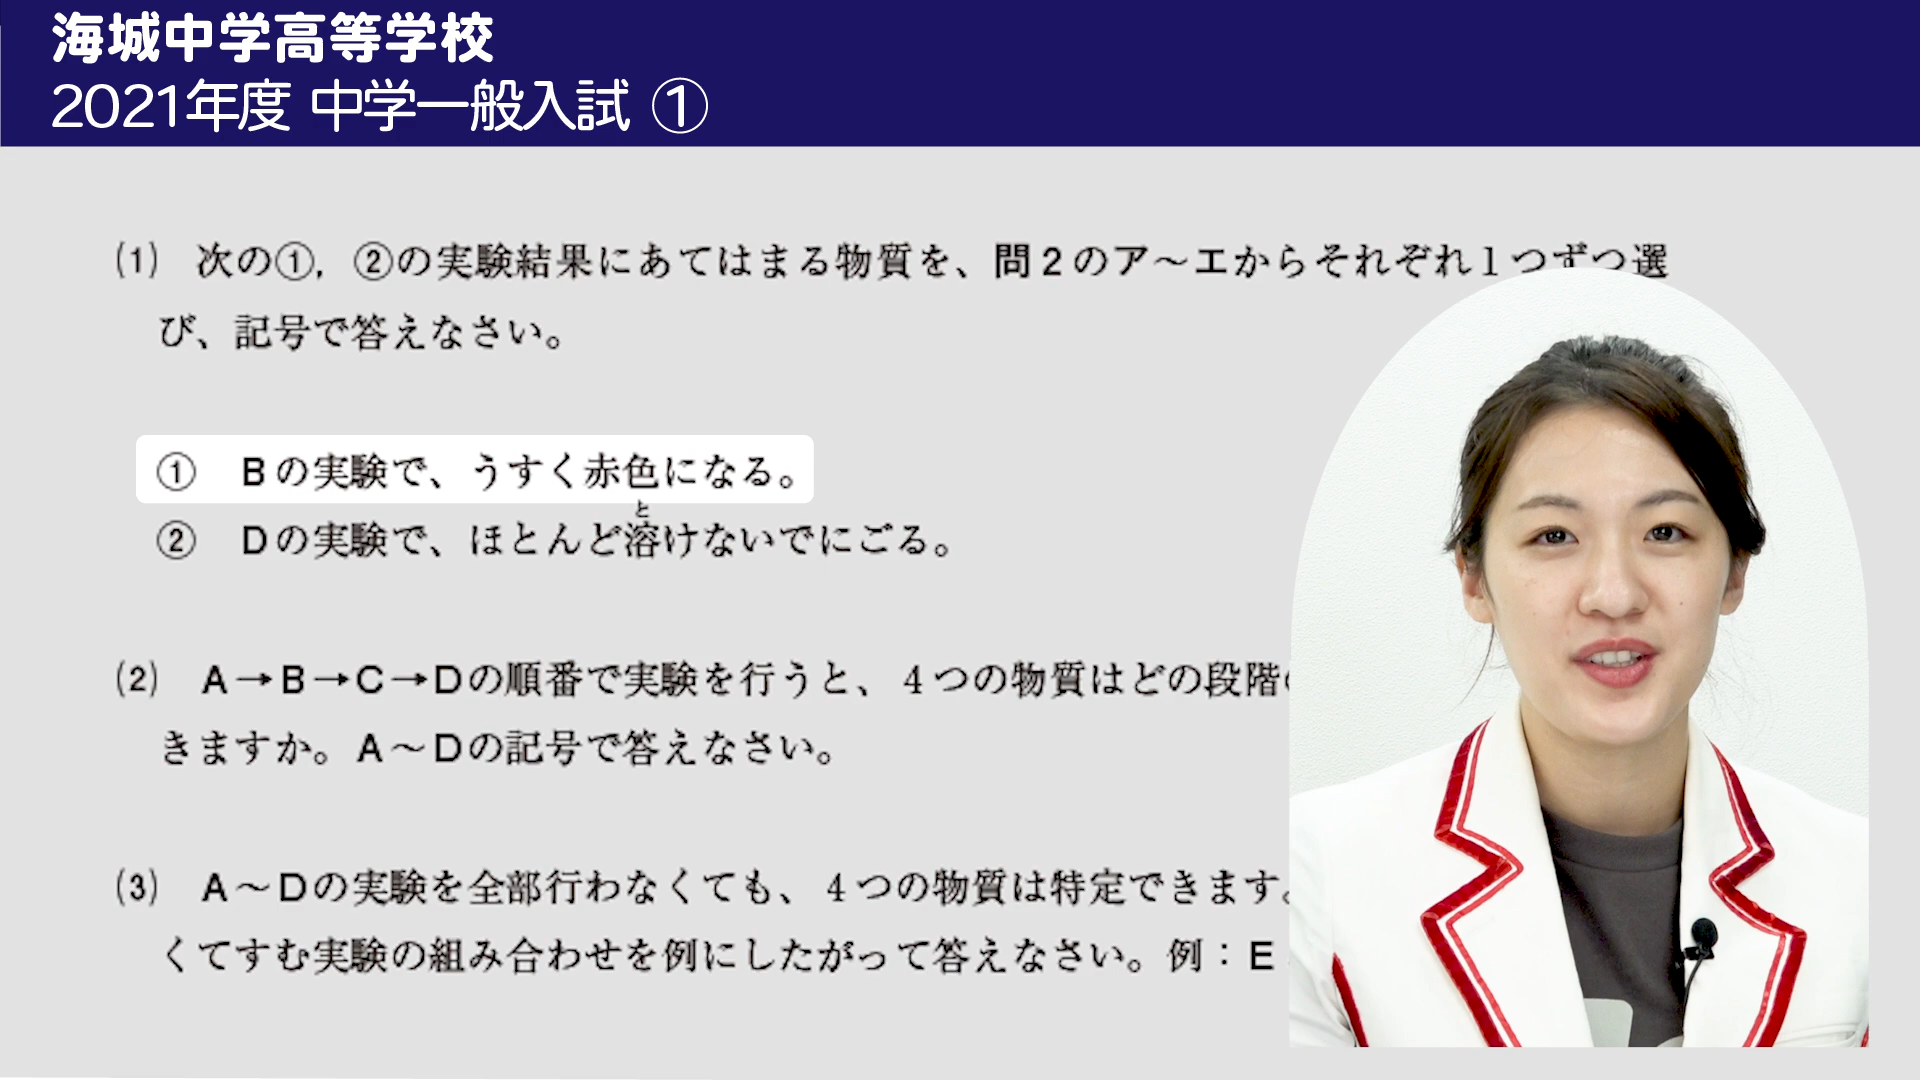 海城中学高等学校
2021年度 中学一般入試 ①
(1) 次の①，②の実験結果にあてはまる物質を、問2のア～エからそれぞれ1つずつ選
び、記号で答えなさい。
① Bの実験で、うすく赤色になる。
と
② Dの実験で、ほとんど溶けないでにごる。
(2) A→B→C→Dの順番で実験を行うと、4つの物質はどの段階
きますか。A～Dの記号で答えなさい。
(3) A～Dの実験を全部行わなくても、4つの物質は特定できます。
くてすむ実験の組み合わせを例にしたがって答えなさい。例：E